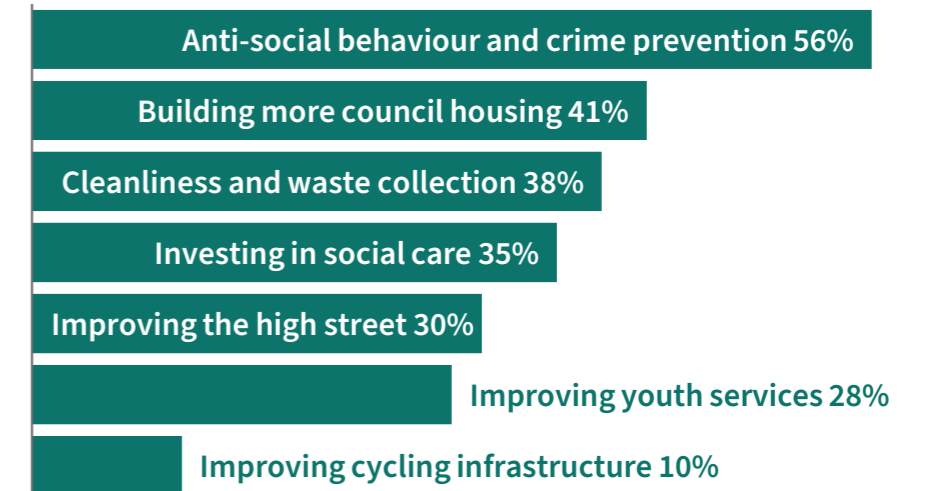 Anti-social behaviour and crime prevention 56%
Building more council housing 41%
Cleanliness and waste collection 38%
Investing in social care 35%
Improving the high street 30%
Improving youth services 28%
Improving cycling infrastructure 10%